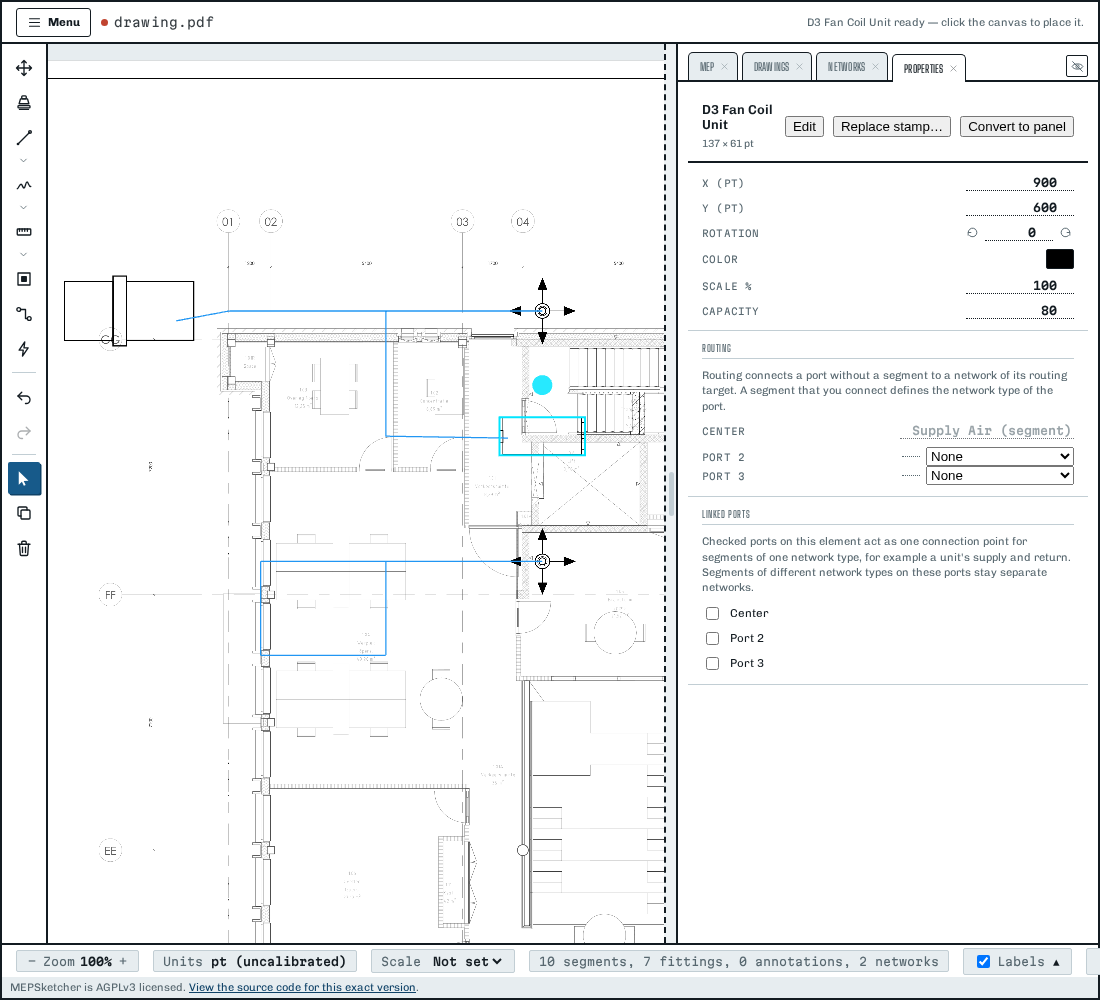 Menu
drawing.pdf
D3 Fan Coil Unit ready — click the canvas to place it.
MEP
DRAWINGS
NETWORKS
PROPERTIES
D3 Fan Coil Unit
137 × 61 pt
Edit
Replace stamp…
Convert to panel
X (PT)
900
Y (PT)
600
ROTATION
0
COLOR
SCALE %
100
CAPACITY
80
ROUTING
Routing connects a port without a segment to a network of its routing
target. A segment that you connect defines the network type of the
port.
CENTER
Supply Air (segment)
PORT 2
None
PORT 3
None
LINKED PORTS
Checked ports on this element act as one connection point for
segments of one network type, for example a unit's supply and return.
Segments of different network types on these ports stay separate
networks.
Center
Port 2
Port 3
01
02
03
04
GG
FF
EE
− Zoom 100% +
Units pt (uncalibrated)
Scale Not set
10 segments, 7 fittings, 0 annotations, 2 networks
Labels ▲
MEPSketcher is AGPLv3 licensed. View the source code for this exact version.